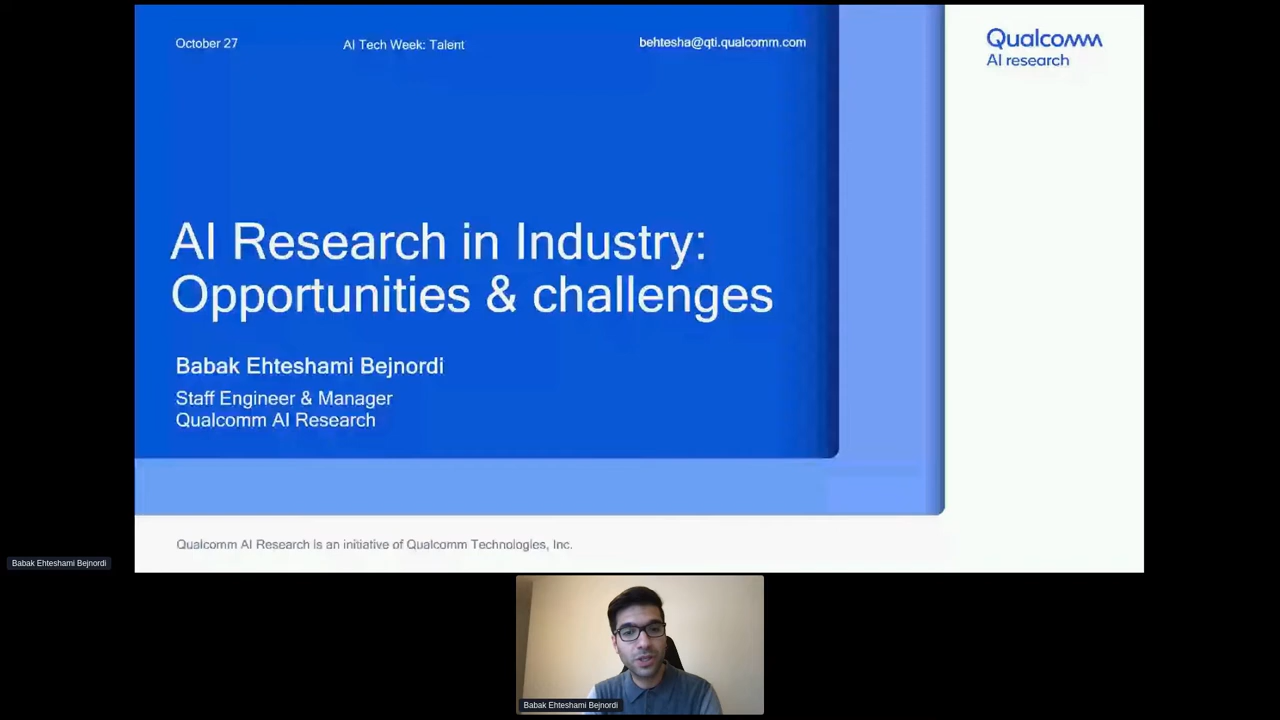 October 27
AI Tech Week: Talent
behtesha@qti.qualcomm.com
Qualcomm
AI research
AI Research in Industry:
Opportunities & challenges
Babak Ehteshami Bejnordi
Staff Engineer & Manager
Qualcomm AI Research
Qualcomm AI Research is an initiative of Qualcomm Technologies, Inc.
Babak Ehteshami Bejnordi
Babak Ehteshami Bejnordi